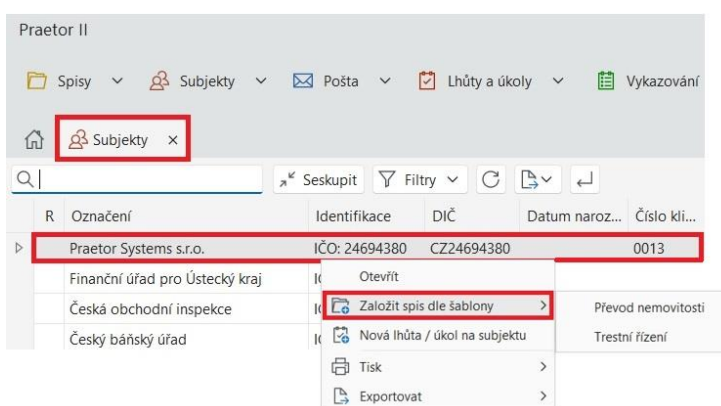 Praetor II
Spisy Subjekty Pošta Lhůty a úkoly Vykazování
Subjekty ×
Seskupit Filtry
R Označení Identifikace DIČ Datum naroz... Číslo kli...
Praetor Systems s.r.o. IČO: 24694380 CZ24694380 0013
Finanční úřad pro Ústecký kraj
Otevřít
Česká obchodní inspekce
Založit spis dle šablony
Převod nemovitosti
Český báňský úřad
Nová lhůta / úkol na subjektu
Trestní řízení
Tisk
Exportovat